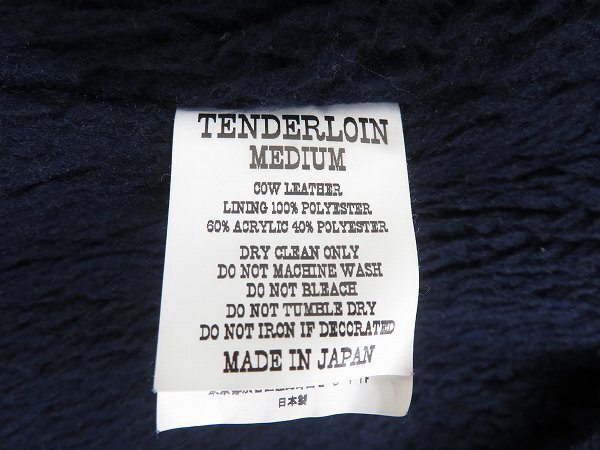 TENDERLOIN
MEDIUM
COW LEATHER
LINING 100% POLYESTER
60% ACRYLIC 40% POLYESTER
DRY CLEAN ONLY
DO NOT MACHINE WASH
DO NOT BLEACH
DO NOT TUMBLE DRY
DO NOT IRON IF DECORATED
MADE IN JAPAN
日本製